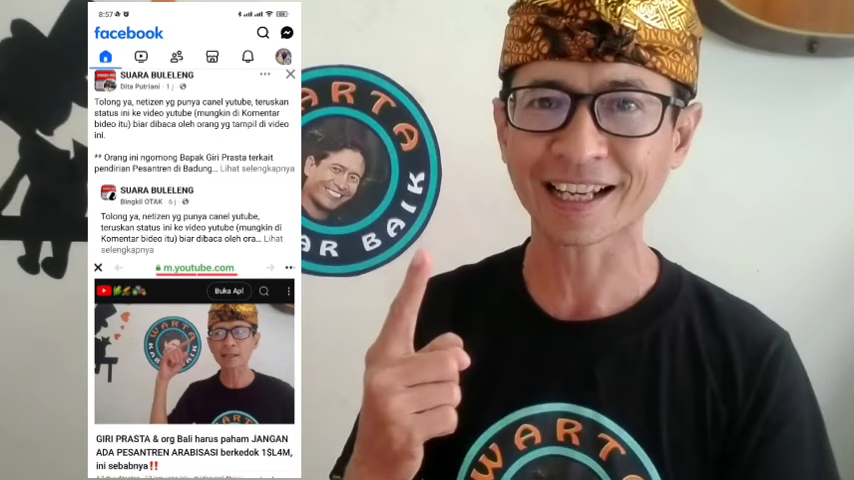 8:57
facebook
SUARA BULELENG
Dita Putriani · 1 j
Tolong ya, netizen yg punya canel yutube, teruskan
status ini ke video yutube (mungkin di Komentar
bideo itu) biar dibaca oleh orang yg tampil di video
ini.
** Orang ini ngomong Bapak Giri Prasta terkait
pendirian Pesantren di Badung... Lihat selengkapnya
SUARA BULELENG
Bingkil OTAK · 6 j
Tolong ya, netizen yg punya canel yutube,
teruskan status ini ke video yutube (mungkin di
Komentar bideo itu) biar dibaca oleh ora... Lihat
selengkapnya
m.youtube.com
Buka Apl
WARTA
KABAR BAIK
GIRI PRASTA & org Bali harus paham JANGAN
ADA PESANTREN ARABISASI berkedok 1$L4M,
ini sebabnya‼️
WARTA
AR BAIK
WARTA